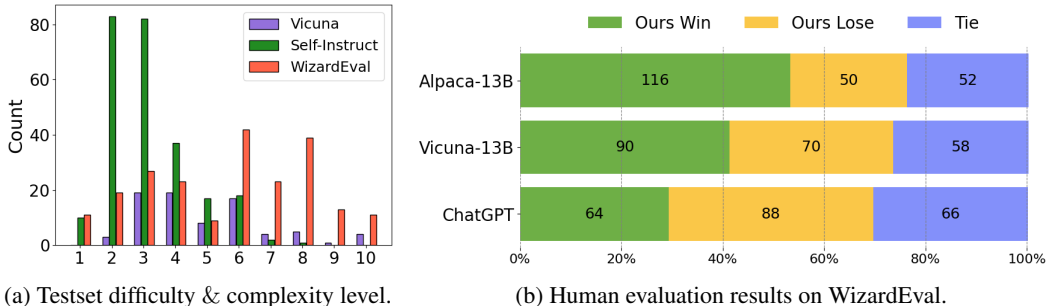 80
60
40
20
0
Count
Vicuna
Self-Instruct
WizardEval
1 2 3 4 5 6 7 8 9 10
(a) Testset difficulty & complexity level.
Ours Win Ours Lose Tie
Alpaca-13B 116 50 52
Vicuna-13B 90 70 58
ChatGPT 64 88 66
0% 20% 40% 60% 80% 100%
(b) Human evaluation results on WizardEval.